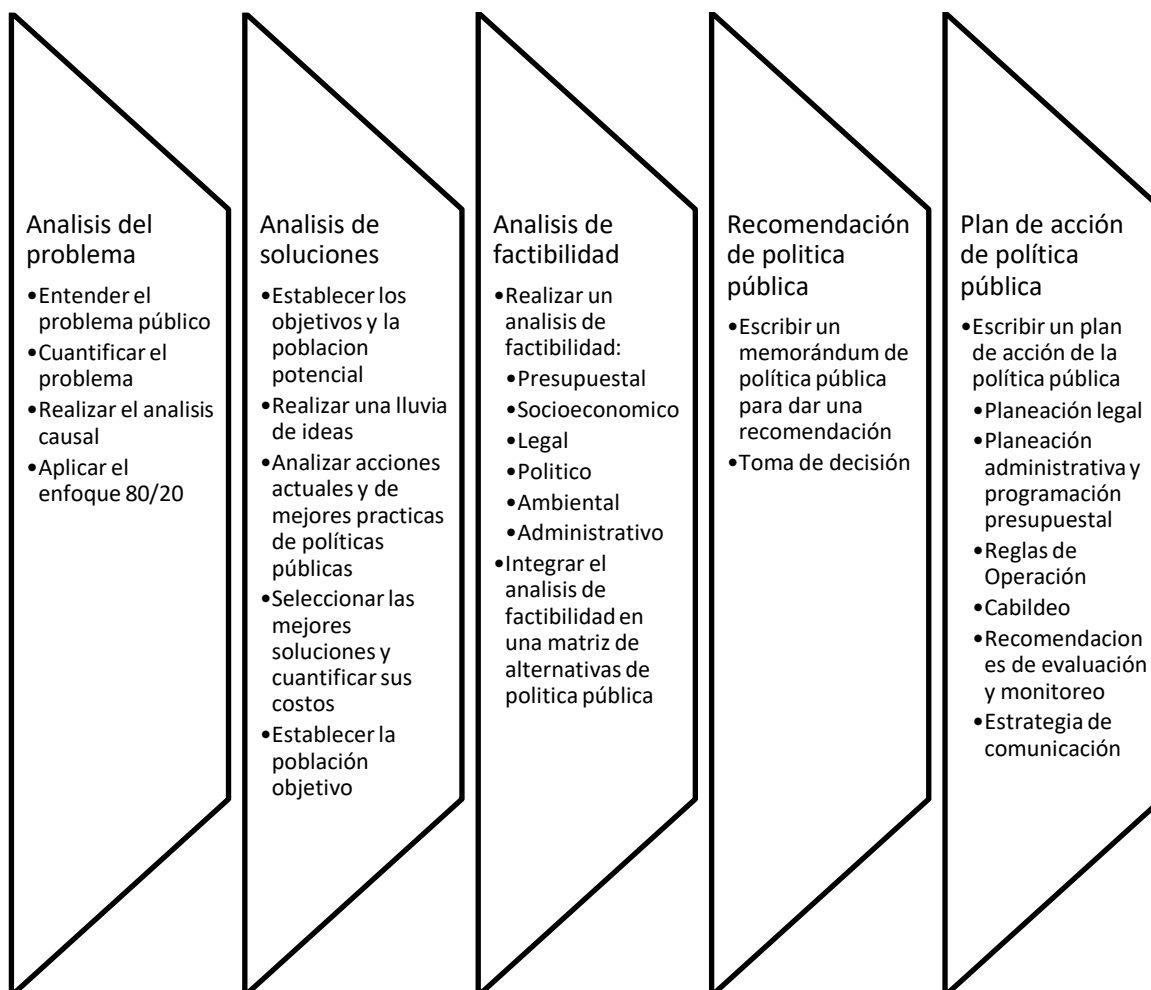 Analisis del
problema
•Entender el
problema público
•Cuantificar el
problema
•Realizar el analisis
causal
•Aplicar el
enfoque 80/20
Analisis de
soluciones
•Establecer los
objetivos y la
poblacion
potencial
•Realizar una lluvia
de ideas
•Analizar acciones
actuales y de
mejores practicas
de políticas
públicas
•Seleccionar las
mejores
soluciones y
cuantificar sus
costos
•Establecer la
población
objetivo
Analisis de
factibilidad
•Realizar un
analisis de
factibilidad:
•Presupuestal
•Socioeconomico
•Legal
•Politico
•Ambiental
•Administrativo
•Integrar el
analisis de
factibilidad en
una matriz de
alternativas de
politica pública
Recomendación
de politica
pública
•Escribir un
memorándum de
política pública
para dar una
recomendación
•Toma de decisión
Plan de acción
de política
pública
•Escribir un plan
de acción de la
política pública
•Planeación legal
•Planeación
administrativa y
programación
presupuestal
•Reglas de
Operación
•Cabildeo
•Recomendacion
es de evaluación
y monitoreo
•Estrategia de
comunicación